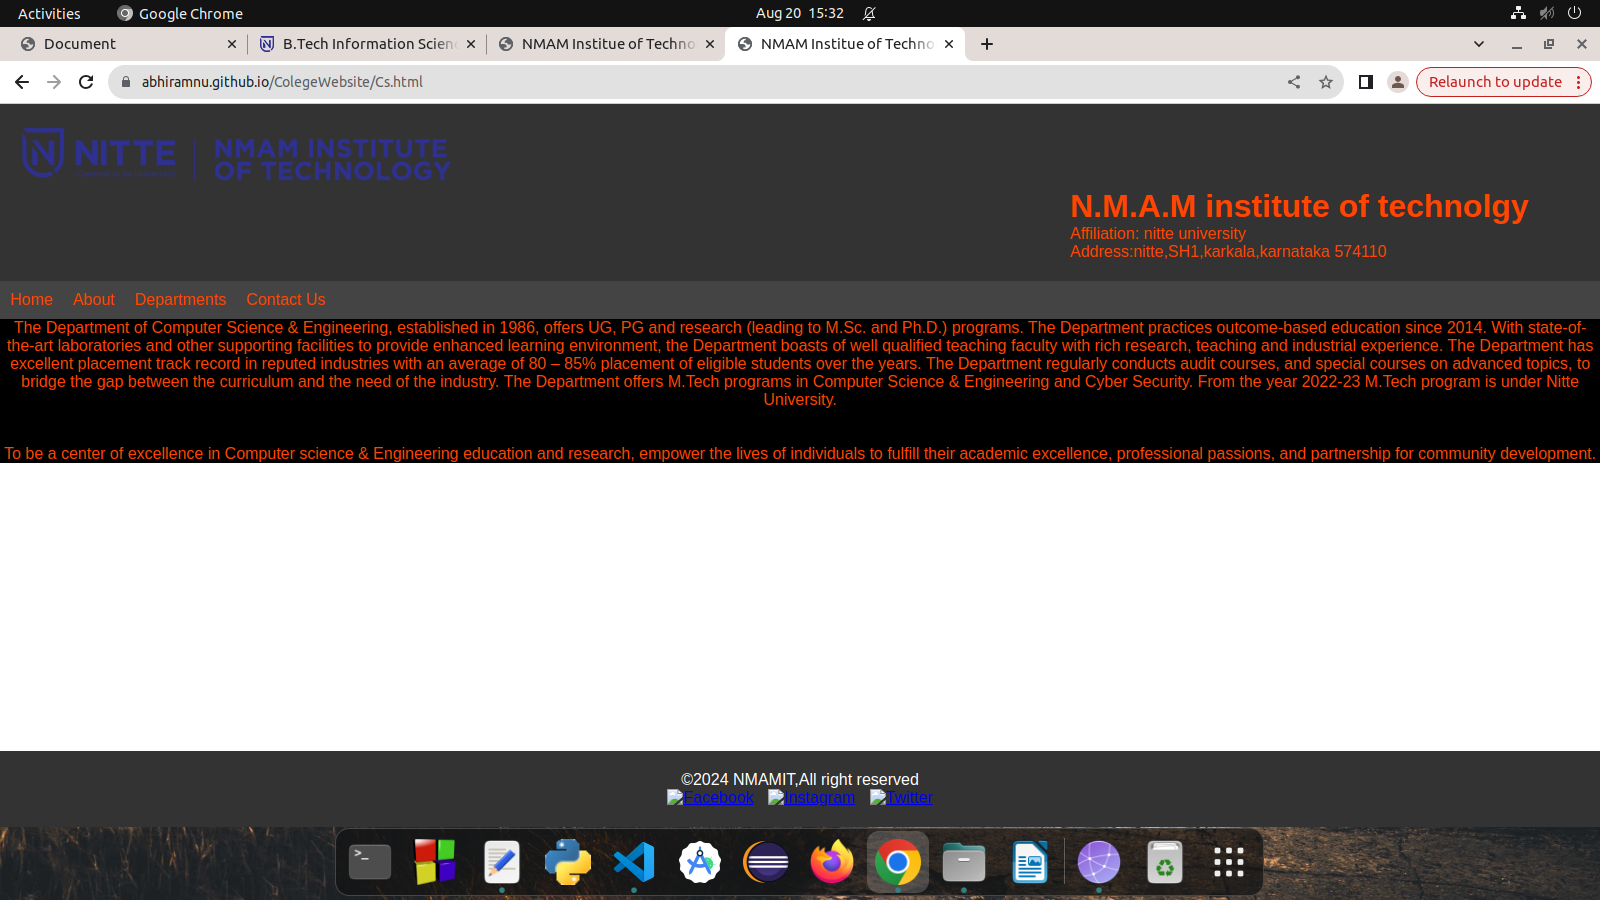 Activities
Google Chrome
Aug 20 15:32
Document
B.Tech Information Scien
NMAM Institue of Techno
NMAM Institue of Techno
abhiramnu.github.io/ColegeWebsite/Cs.html
Relaunch to update
NITTE
NMAM INSTITUTE
OF TECHNOLOGY
N.M.A.M institute of technolgy
Affiliation: nitte university
Address:nitte,SH1,karkala,karnataka 574110
Home About Departments Contact Us
The Department of Computer Science & Engineering, established in 1986, offers UG, PG and research (leading to M.Sc. and Ph.D.) programs. The Department practices outcome-based education since 2014. With state-of-
the-art laboratories and other supporting facilities to provide enhanced learning environment, the Department boasts of well qualified teaching faculty with rich research, teaching and industrial experience. The Department has
excellent placement track record in reputed industries with an average of 80 – 85% placement of eligible students over the years. The Department regularly conducts audit courses, and special courses on advanced topics, to
bridge the gap between the curriculum and the need of the industry. The Department offers M.Tech programs in Computer Science & Engineering and Cyber Security. From the year 2022-23 M.Tech program is under Nitte
University.
To be a center of excellence in Computer science & Engineering education and research, empower the lives of individuals to fulfill their academic excellence, professional passions, and partnership for community development.
©2024 NMAMIT,All right reserved
Facebook Instagram Twitter